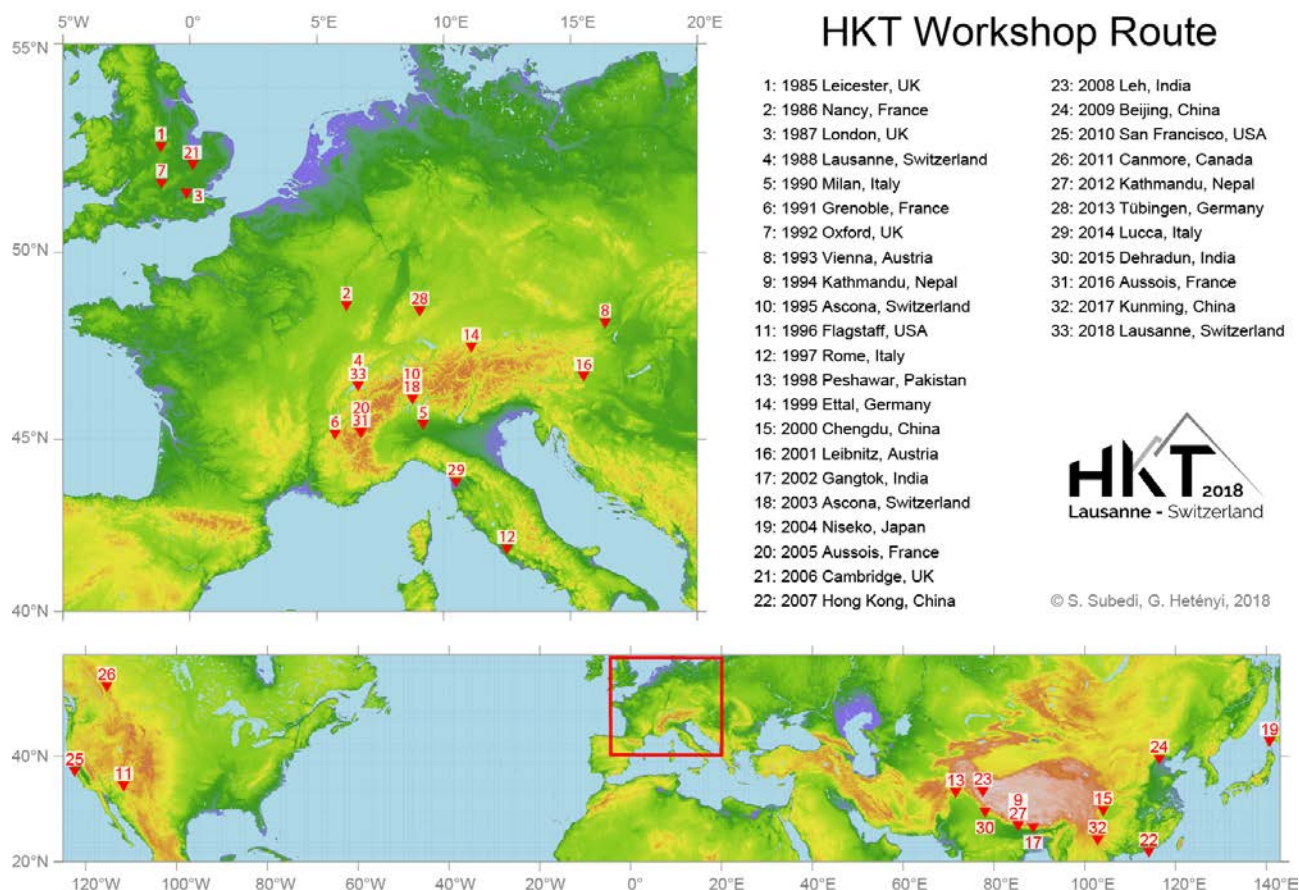 HKT Workshop Route
5°W 0° 5°E 10°E 15°E 20°E
55°N
50°N
45°N
40°N
1
21
7
3
2
28
8
14
4
33
10
18
16
20
31
6
5
29
12
1: 1985 Leicester, UK
2: 1986 Nancy, France
3: 1987 London, UK
4: 1988 Lausanne, Switzerland
5: 1990 Milan, Italy
6: 1991 Grenoble, France
7: 1992 Oxford, UK
8: 1993 Vienna, Austria
9: 1994 Kathmandu, Nepal
10: 1995 Ascona, Switzerland
11: 1996 Flagstaff, USA
12: 1997 Rome, Italy
13: 1998 Peshawar, Pakistan
14: 1999 Ettal, Germany
15: 2000 Chengdu, China
16: 2001 Leibnitz, Austria
17: 2002 Gangtok, India
18: 2003 Ascona, Switzerland
19: 2004 Niseko, Japan
20: 2005 Aussois, France
21: 2006 Cambridge, UK
22: 2007 Hong Kong, China
23: 2008 Leh, India
24: 2009 Beijing, China
25: 2010 San Francisco, USA
26: 2011 Canmore, Canada
27: 2012 Kathmandu, Nepal
28: 2013 Tübingen, Germany
29: 2014 Lucca, Italy
30: 2015 Dehradun, India
31: 2016 Aussois, France
32: 2017 Kunming, China
33: 2018 Lausanne, Switzerland
HKT 2018
Lausanne - Switzerland
© S. Subedi, G. Hetényi, 2018
26
19
24
40°N
25
11
13
23
9
27
15
30
17
32
22
20°N
120°W 100°W 80°W 60°W 40°W 20°W 0°E 20°E 40°E 60°E 80°E 100°E 120°E 140°E